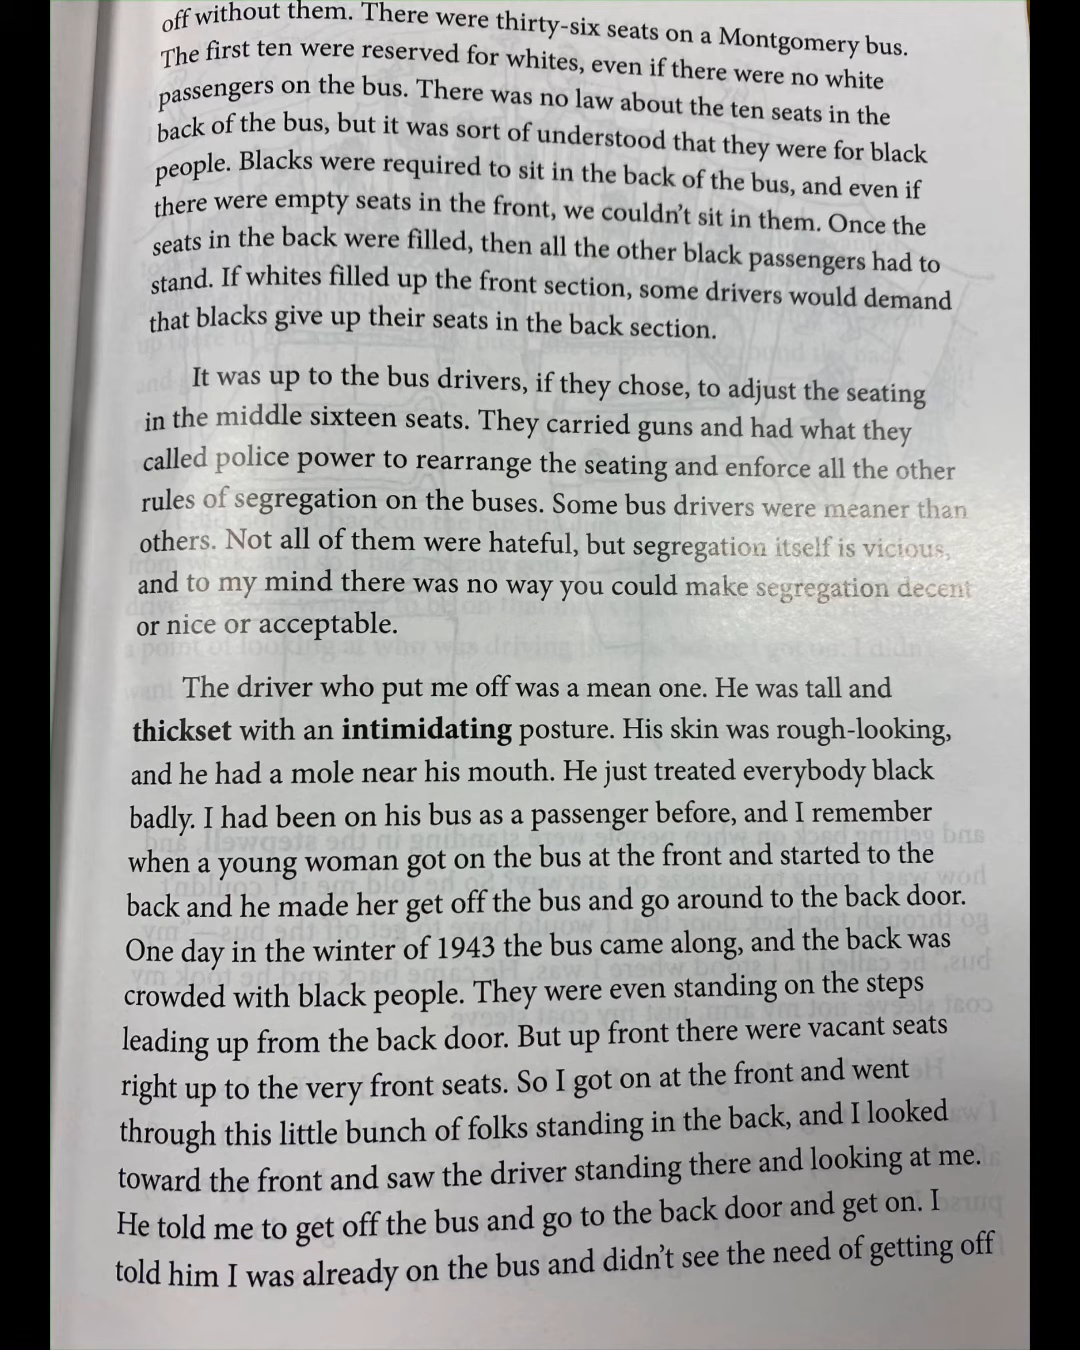 off without them. There were thirty-six seats on a Montgomery bus.
The first ten were reserved for whites, even if there were no white
passengers on the bus. There was no law about the ten seats in the
back of the bus, but it was sort of understood that they were for black
people. Blacks were required to sit in the back of the bus, and even if
there were empty seats in the front, we couldn't sit in them. Once the
seats in the back were filled, then all the other black passengers had to
stand. If whites filled up the front section, some drivers would demand
that blacks give up their seats in the back section.
It was up to the bus drivers, if they chose, to adjust the seating
in the middle sixteen seats. They carried guns and had what they
called police power to rearrange the seating and enforce all the other
rules of segregation on the buses. Some bus drivers were meaner than
others. Not all of them were hateful, but segregation itself is vicious,
and to my mind there was no way you could make segregation decent
or nice or acceptable.
The driver who put me off was a mean one. He was tall and
thickset with an intimidating posture. His skin was rough-looking,
and he had a mole near his mouth. He just treated everybody black
badly. I had been on his bus as a passenger before, and I remember
when a young woman got on the bus at the front and started to the
back and he made her get off the bus and go around to the back door.
One day in the winter of 1943 the bus came along, and the back was
crowded with black people. They were even standing on the steps
leading up from the back door. But up front there were vacant seats
right up to the very front seats. So I got on at the front and went
through this little bunch of folks standing in the back, and I looked
toward the front and saw the driver standing there and looking at me.
He told me to get off the bus and go to the back door and get on. I
told him I was already on the bus and didn't see the need of getting off